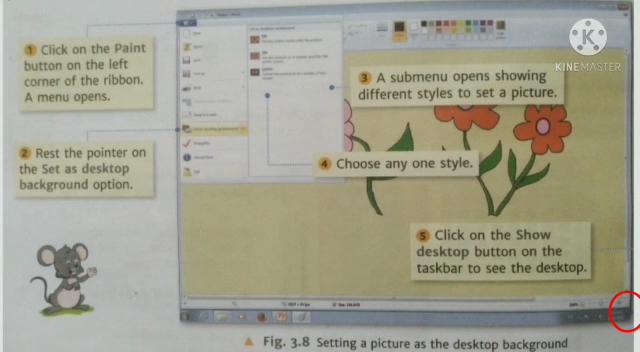 1 Click on the Paint
button on the left
corner of the ribbon.
A menu opens.
2 Rest the pointer on
the Set as desktop
background option.
3 A submenu opens showing
different styles to set a picture.
4 Choose any one style.
5 Click on the Show
desktop button on the
taskbar to see the desktop.
KINEMASTER
Fig. 3.8 Setting a picture as the desktop background